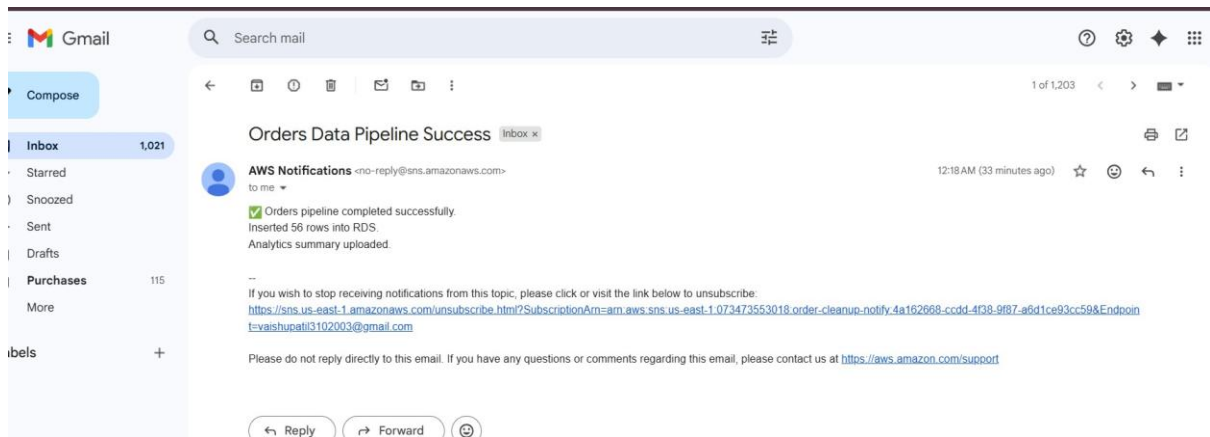 Gmail
Search mail
Compose
1 of 1,203
Inbox 1,021
Starred
Snoozed
Sent
Drafts
Purchases 115
More
+
Orders Data Pipeline Success Inbox ×
AWS Notifications <no-reply@sns.amazonaws.com>
12:18 AM (33 minutes ago)
to me
✅ Orders pipeline completed successfully.
Inserted 56 rows into RDS.
Analytics summary uploaded.
--
If you wish to stop receiving notifications from this topic, please click or visit the link below to unsubscribe:
https://sns.us-east-1.amazonaws.com/unsubscribe.html?SubscriptionArn=arn:aws:sns:us-east-1:073473553018:order-cleanup-notify:4a162668-ccdd-4f38-9f87-a6d1ce93cc59&Endpoin
t=vaishupatil3102003@gmail.com
Please do not reply directly to this email. If you have any questions or comments regarding this email, please contact us at https://aws.amazon.com/support
Reply
Forward